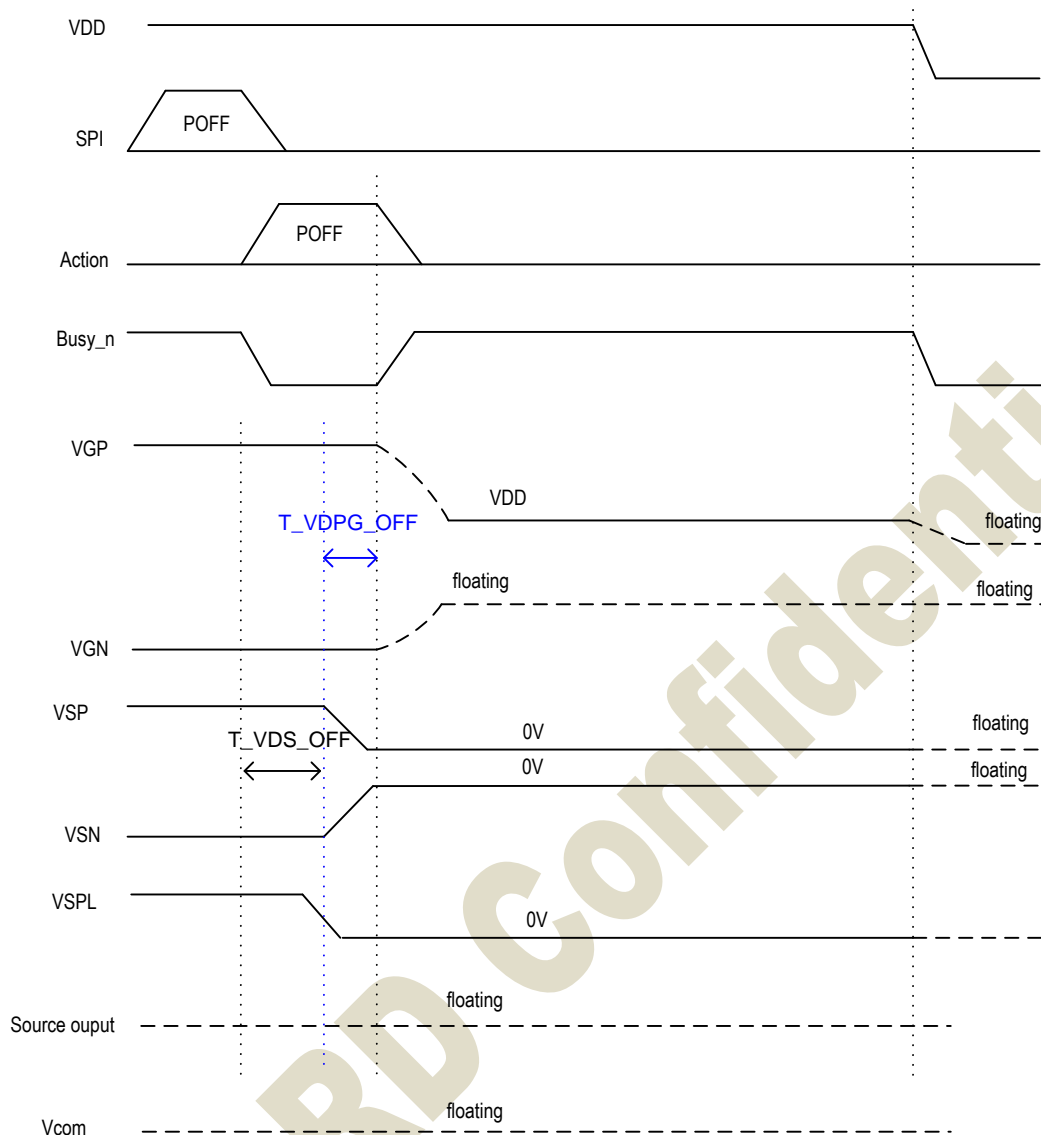 VDD
POFF
SPI
POFF
Action
Busy_n
VGP
VDD
T_VDPG_OFF
floating
floating
floating
VGN
VSP
0V
floating
T_VDS_OFF
0V
floating
VSN
VSPL
0V
floating
Source ouput
floating
Vcom
RD Confidenti